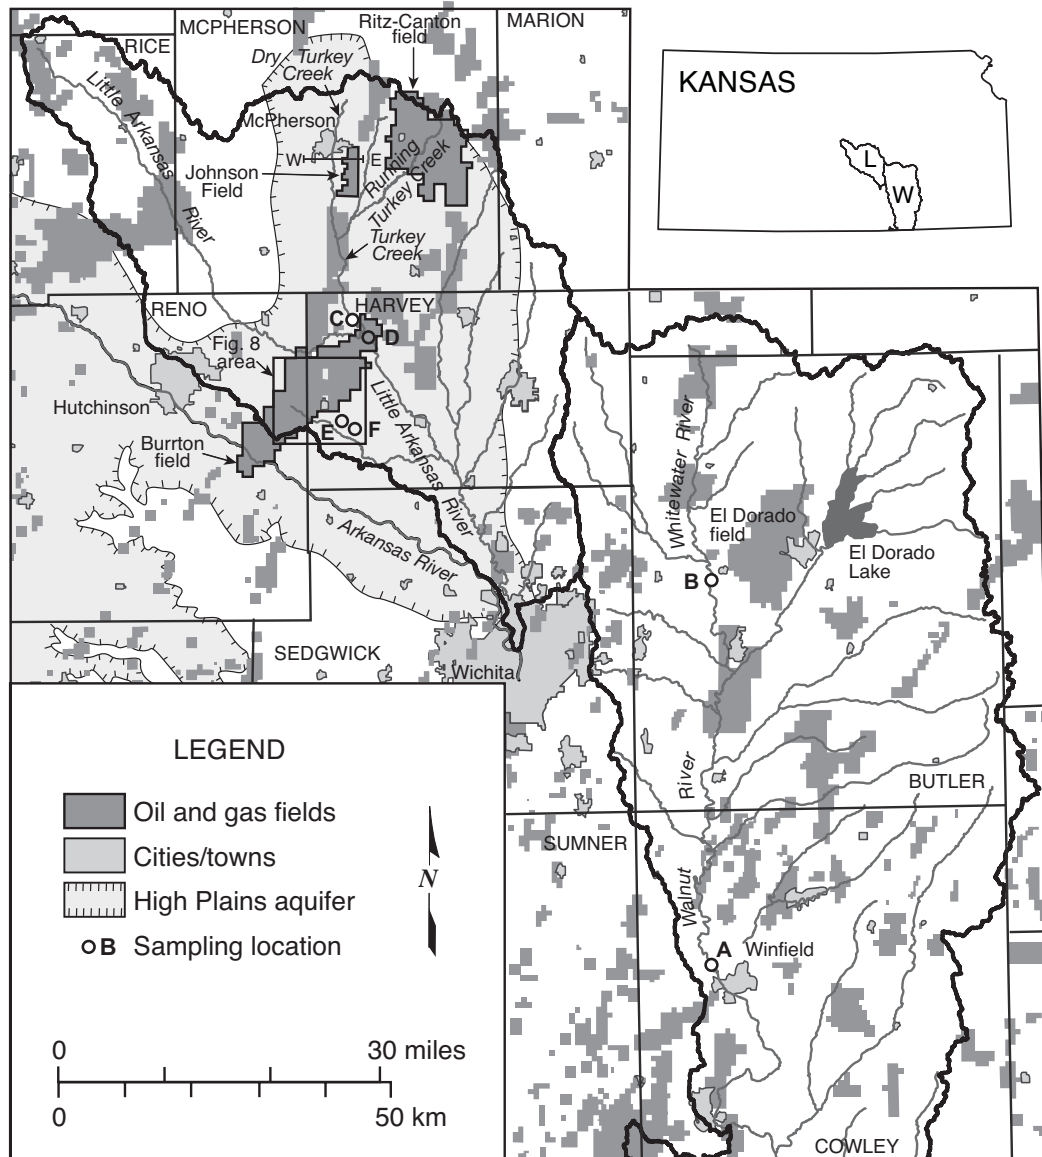 MCPHERSON
Ritz-Canton
field
MARION
RICE
Dry Turkey
Creek
KANSAS
L
W
Little Arkansas
River
McPherson
W
E
Johnson
Field
Running
Turkey Creek
Turkey
Creek
RENO
HARVEY
C
D
Fig. 8
area
Hutchinson
E
F
Burrton
field
Little Arkansas River
Arkansas River
Whitewater River
El Dorado
field
El Dorado
Lake
B
SEDGWICK
Wichita
LEGEND
Oil and gas fields
Cities/towns
High Plains aquifer
B Sampling location
N
0
30 miles
0
50 km
River
BUTLER
SUMNER
Walnut
A
Winfield
COWLEY